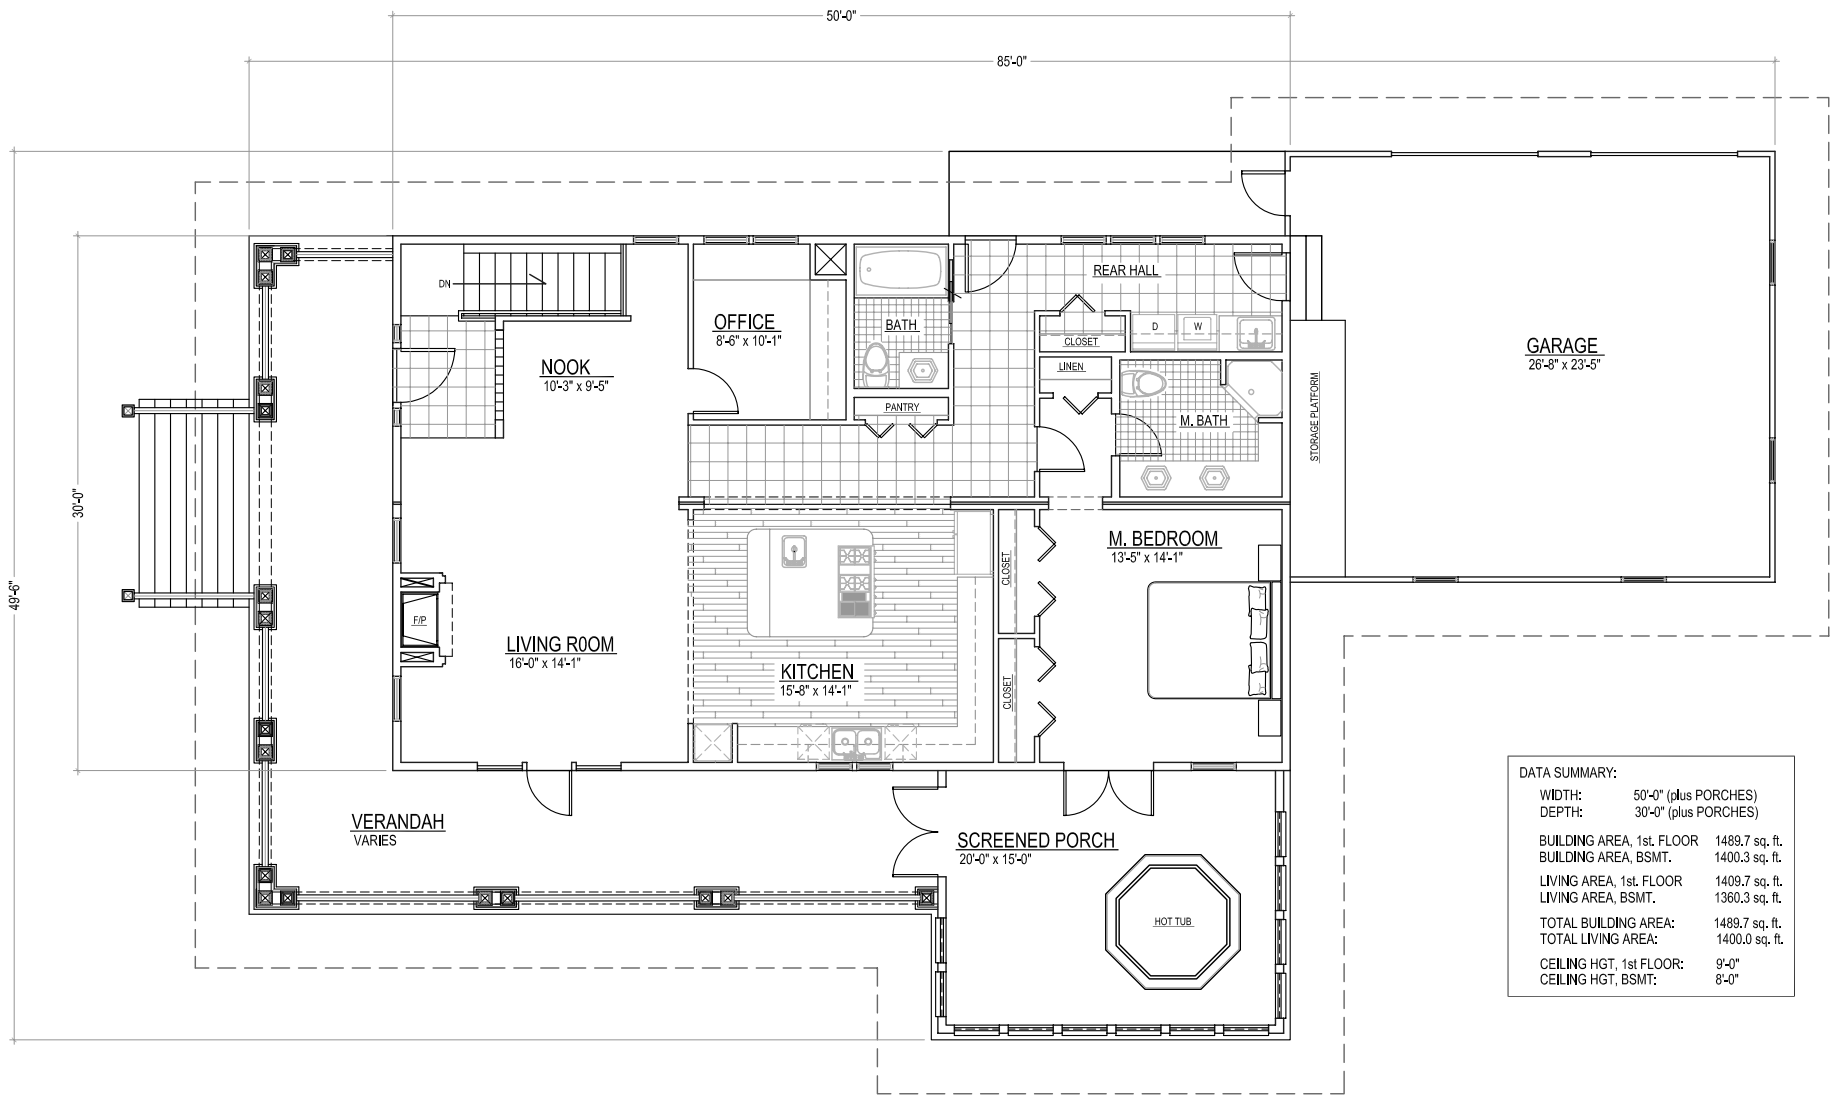 50'-0"
85'-0"
49'-6"
30'-0"
REAR HALL
DN
OFFICE
8'-6" x 10'-1"
BATH
D
W
CLOSET
GARAGE
26'-8" x 23'-5"
NOOK
10'-3" x 9'-5"
LINEN
PANTRY
M. BATH
STORAGE PLATFORM
M. BEDROOM
13'-5" x 14'-1"
CLOSET
F/P
LIVING R0OM
16'-0" x 14'-1"
KITCHEN
15'-8" x 14'-1"
CLOSET
VERANDAH
VARIES
SCREENED PORCH
20'-0" x 15'-0"
HOT TUB
DATA SUMMARY:
WIDTH: 50'-0" (plus PORCHES)
DEPTH: 30'-0" (plus PORCHES)
BUILDING AREA, 1st. FLOOR 1489.7 sq. ft.
BUILDING AREA, BSMT. 1400.3 sq. ft.
LIVING AREA, 1st. FLOOR 1409.7 sq. ft.
LIVING AREA, BSMT. 1360.3 sq. ft.
TOTAL BUILDING AREA: 1489.7 sq. ft.
TOTAL LIVING AREA: 1400.0 sq. ft.
CEILING HGT, 1st FLOOR: 9'-0"
CEILING HGT, BSMT: 8'-0"